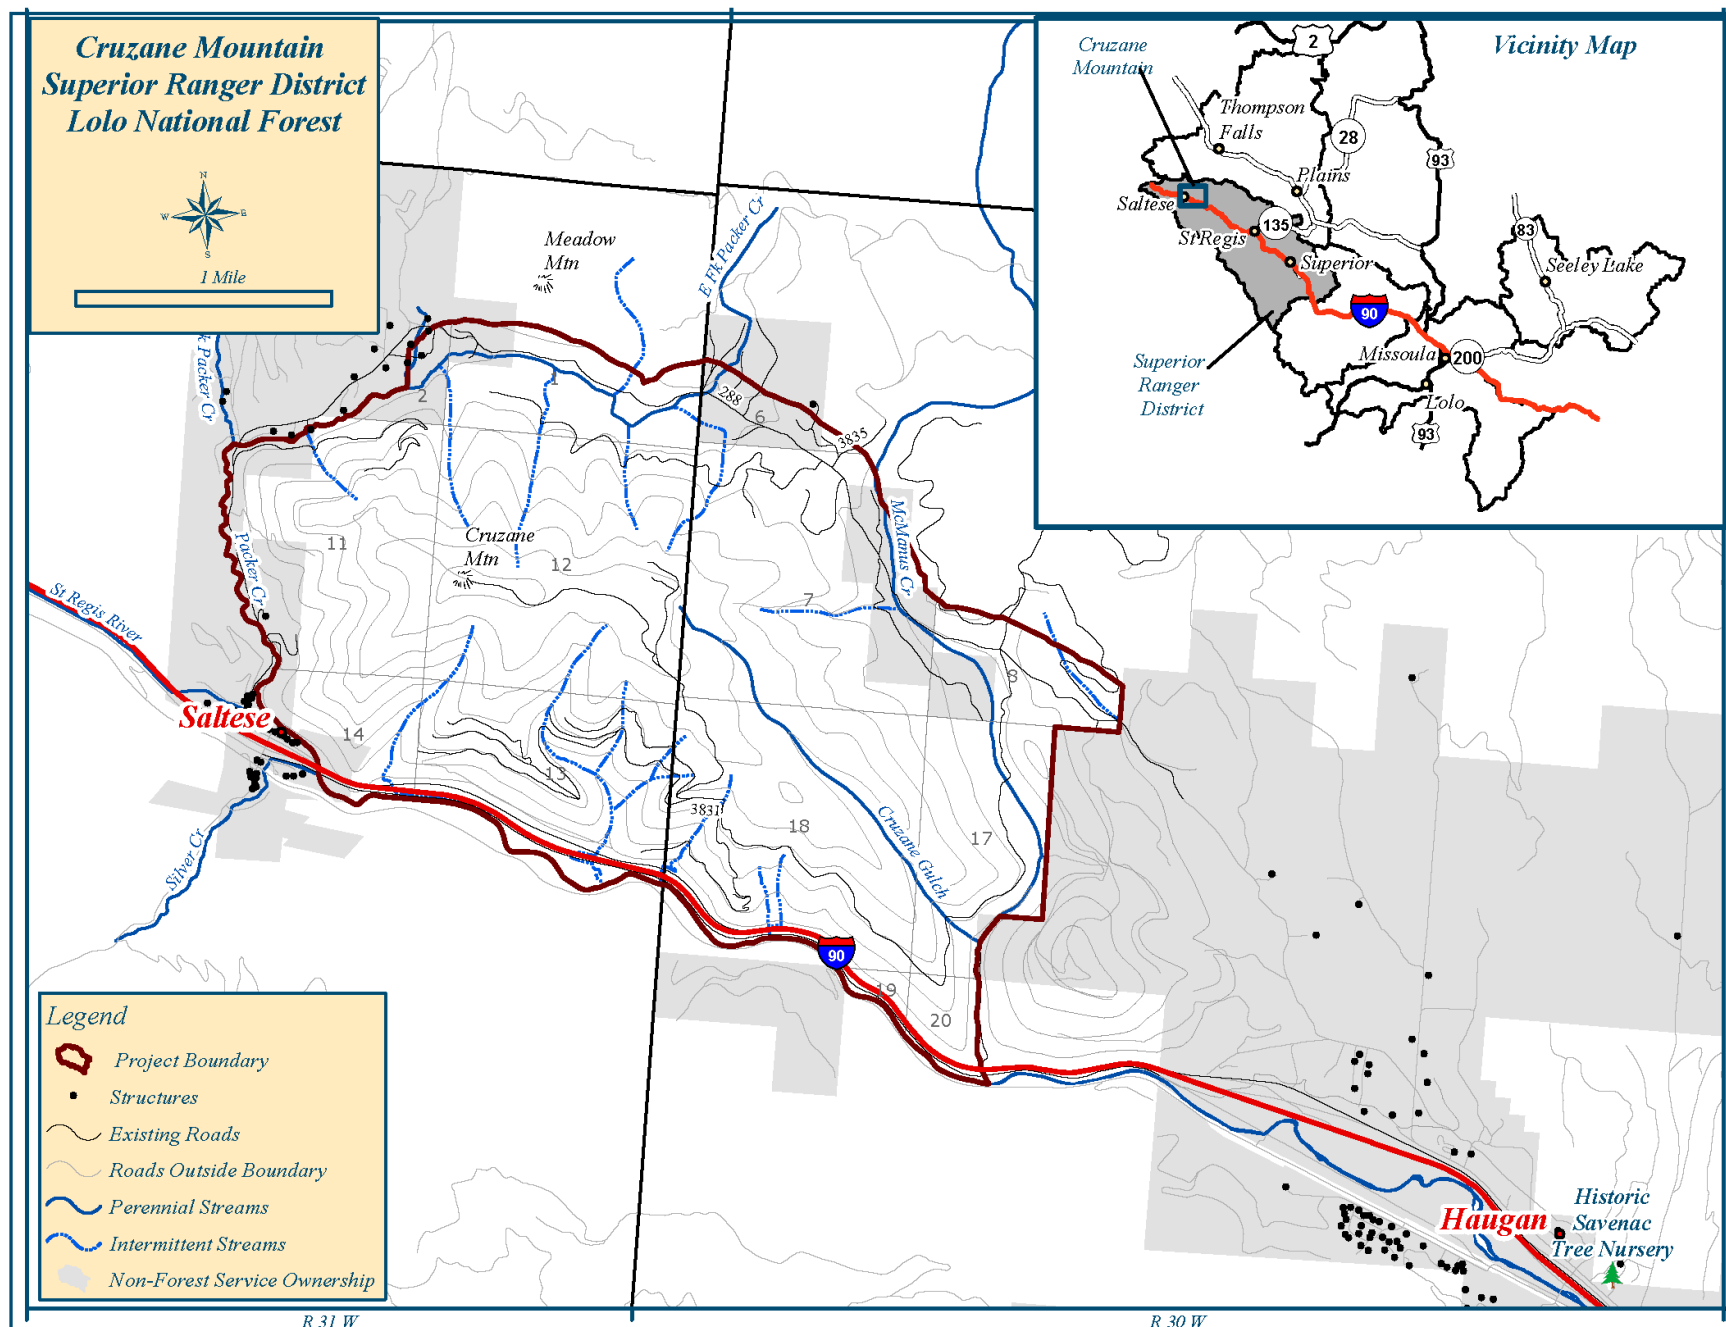 Cruzane Mountain
Superior Ranger District
Lolo National Forest
N
W
E
S
1 Mile
Vicinity Map
Cruzane
Mountain
2
Thompson
Falls
28
93
Plains
Saltese
135
St Regis
Superior
83
Seeley Lake
90
Missoula
200
Superior
Ranger
District
Lolo
93
Meadow
Mtn
E Fk Packer Cr
k Packer Cr
1
2
288
6
3835
McManus Cr
11
Cruzane
Mtn
12
Packer Cr
7
St Regis River
8
Saltese
14
13
3831
18
17
Cruzane Gulch
Silver Cr
90
19
20
Legend
Project Boundary
Structures
Existing Roads
Roads Outside Boundary
Perennial Streams
Intermittent Streams
Non-Forest Service Ownership
Historic
Savenac
Tree Nursery
Haugan
R 31 W
R 30 W